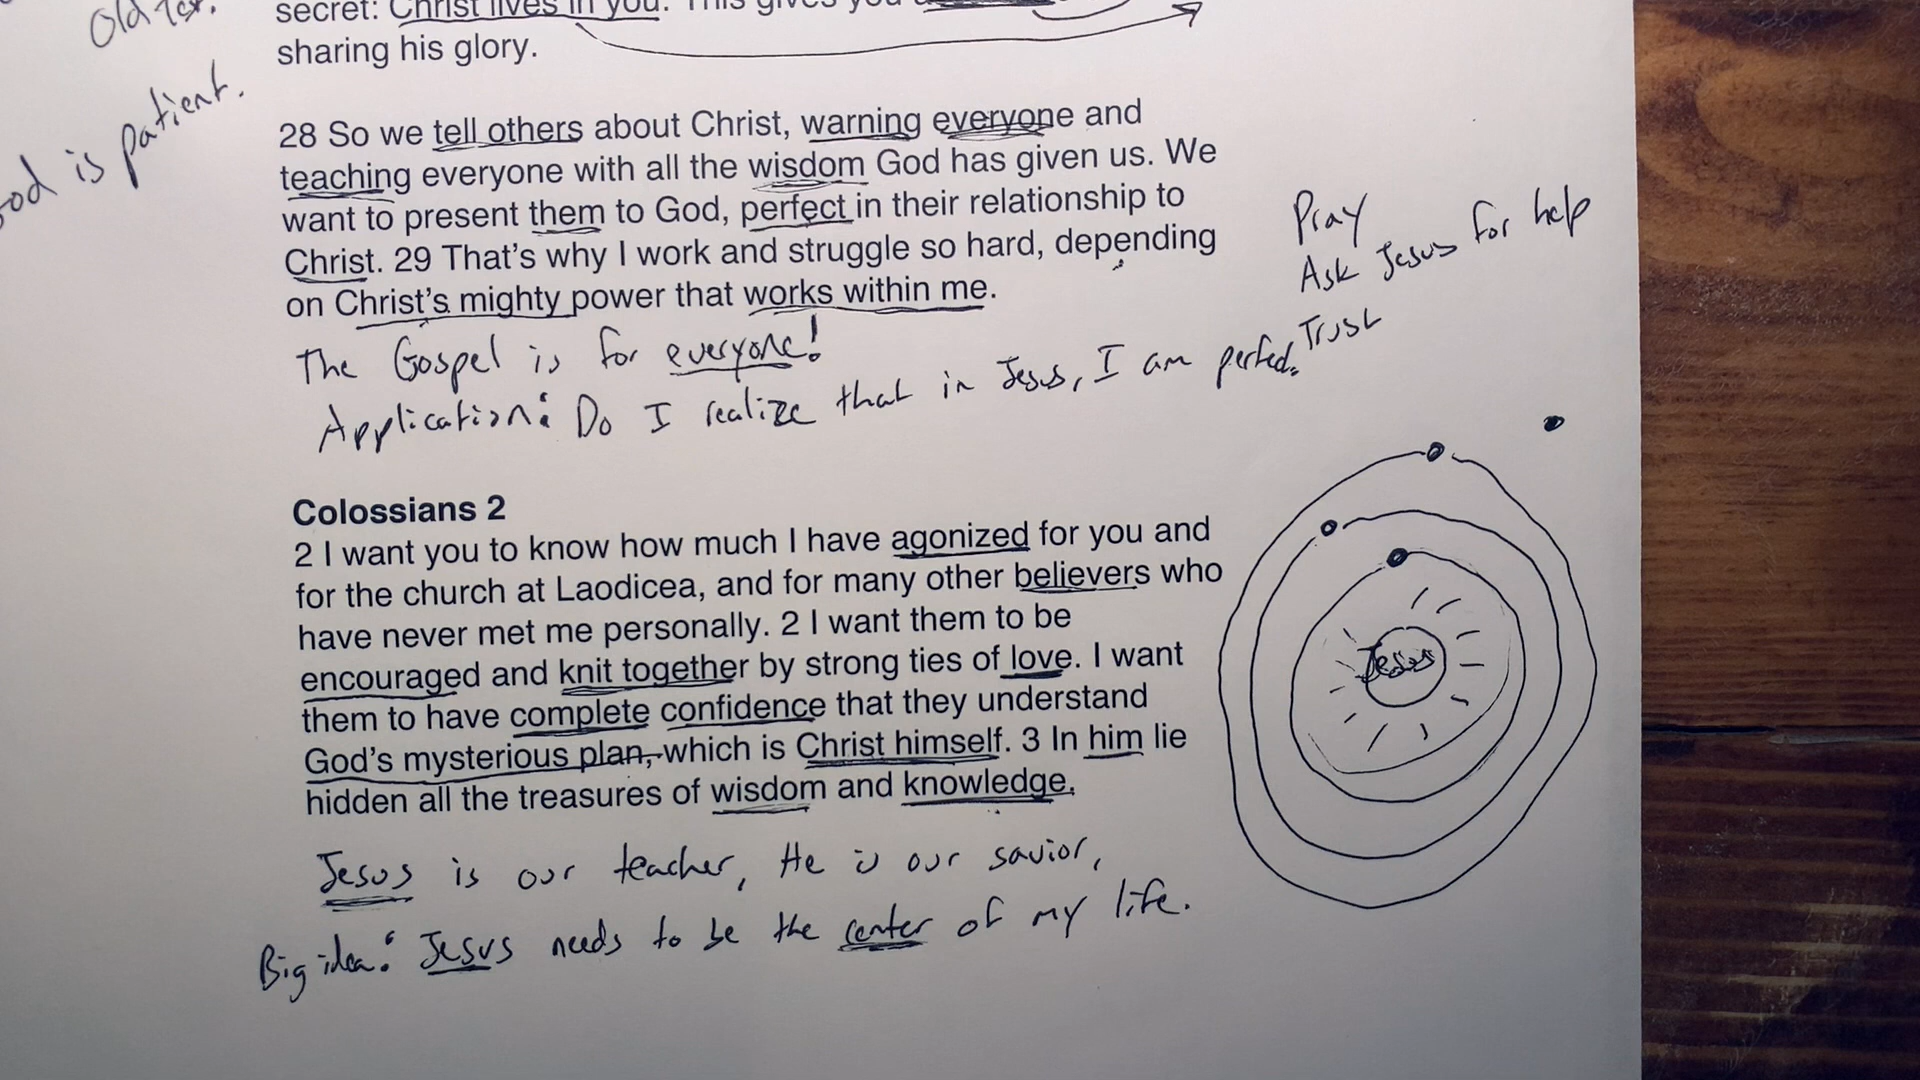 Old Tes.
secret: Christ lives in you. This gives you
sharing his glory.
is patient.
28 So we tell others about Christ, warning everyone and
teaching everyone with all the wisdom God has given us. We
want to present them to God, perfect in their relationship to
Christ. 29 That's why I work and struggle so hard, depending
on Christ's mighty power that works within me.
Pray
Ask Jesus for help
Trust
The Gospel is for everyone!
Application: Do I realize that in Jesus, I am perfect.
Colossians 2
2 I want you to know how much I have agonized for you and
for the church at Laodicea, and for many other believers who
have never met me personally. 2 I want them to be
encouraged and knit together by strong ties of love. I want
them to have complete confidence that they understand
God's mysterious plan, which is Christ himself. 3 In him lie
hidden all the treasures of wisdom and knowledge.
Jesus
Jesus is our teacher, He is our savior,
Big idea: Jesus needs to be the center of my life.